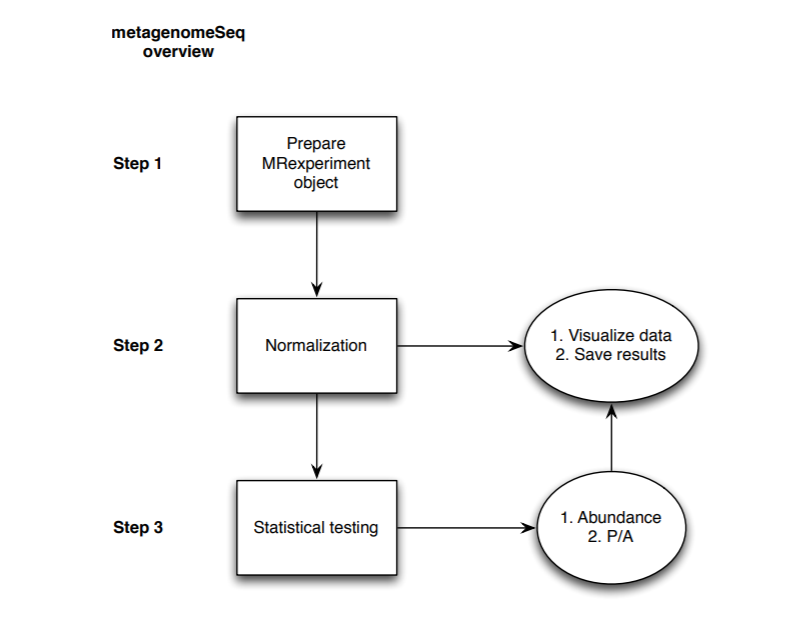 metagenomeSeq
overview
Step 1
Prepare
MRexperiment
object
Step 2
Normalization
1. Visualize data
2. Save results
Step 3
Statistical testing
1. Abundance
2. P/A